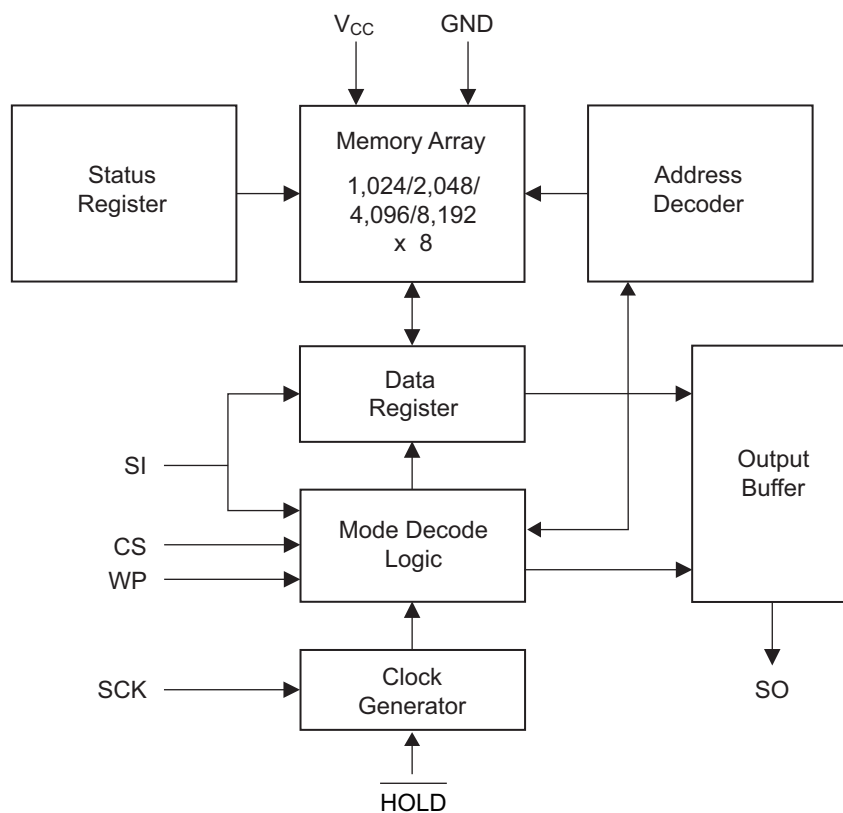 V_CC
GND
Status
Register
Memory Array
1,024/2,048/
4,096/8,192
x 8
Address
Decoder
Data
Register
SI
Output
Buffer
Mode Decode
Logic
CS
WP
Clock
Generator
SCK
SO
HOLD